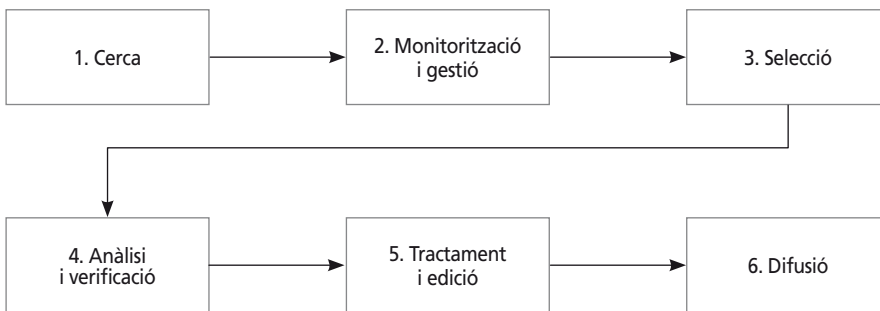 1. Cerca
2. Monitorització
i gestió
3. Selecció
4. Anàlisi
i verificació
5. Tractament
i edició
6. Difusió